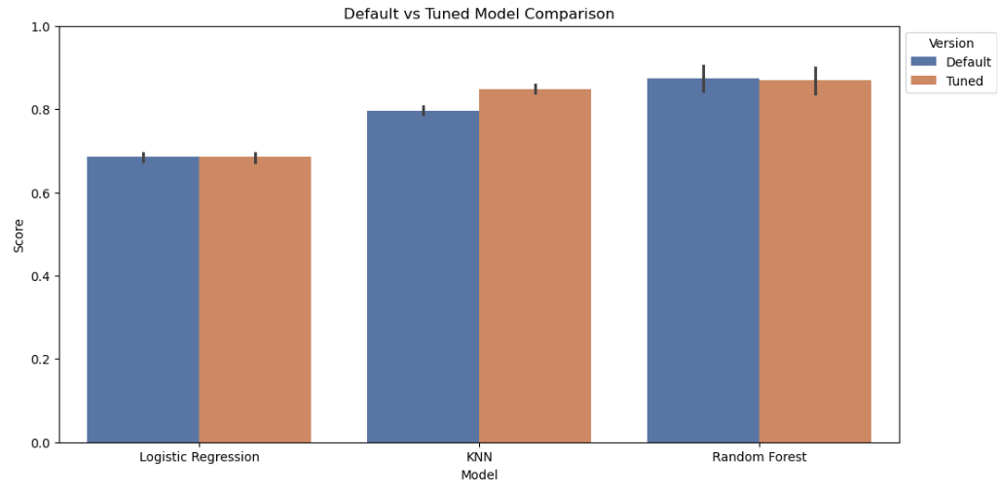 Default vs Tuned Model Comparison
1.0
0.8
0.6
0.4
0.2
0.0
Score
Logistic Regression
KNN
Random Forest
Model
Version
Default
Tuned